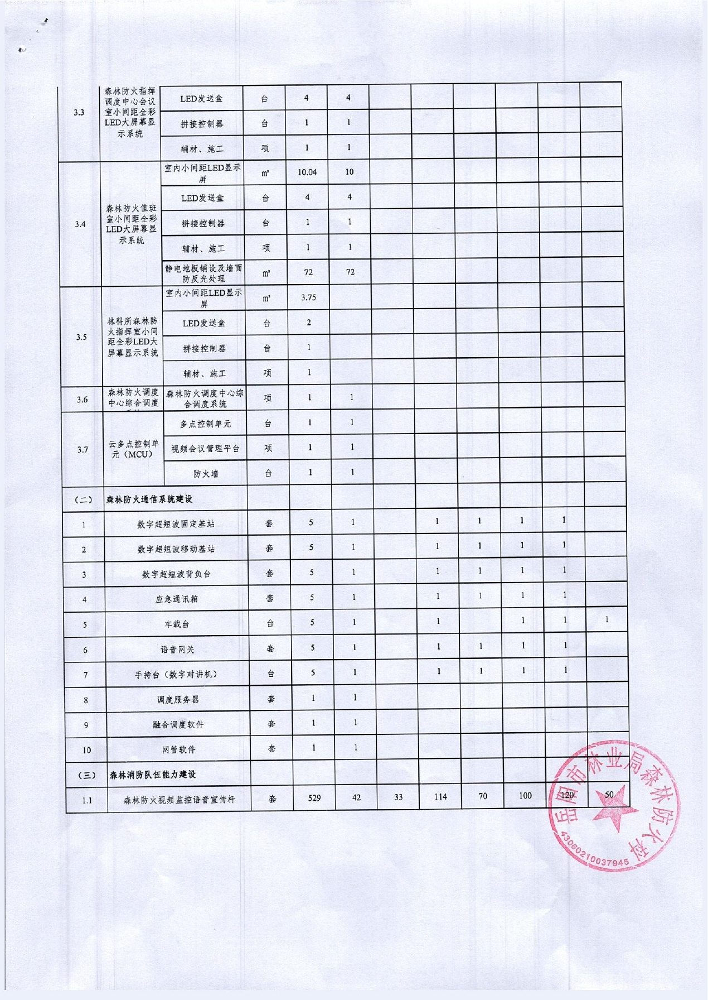 3.3 森林防火指挥调度中心会议室小间距全彩LED大屏幕显示系统 LED发送盒 台 4 4
拼接控制器 台 1 1
辅材、施工 项 1 1
3.4 森林防火值班室小间距全彩LED大屏幕显示系统 室内小间距LED显示屏 m² 10.04 10
LED发送盒 台 4 4
拼接控制器 台 1 1
辅材、施工 项 1 1
静电地板铺设及墙面防反光处理 m² 72 72
3.5 林科所森林防火指挥室小间距全彩LED大屏幕显示系统 室内小间距LED显示屏 m² 3.75
LED发送盒 台 2
拼接控制器 台 1
辅材、施工 项 1
3.6 森林防火调度中心综合调度 森林防火调度中心综合调度系统 项 1 1
3.7 云多点控制单元（MCU） 多点控制单元 台 1 1
视频会议管理平台 项 1 1
防火墙 台 1 1
（二） 森林防火通信系统建设
1 数字超短波固定基站 套 5 1 1 1 1 1
2 数字超短波移动基站 套 5 1 1 1 1 1
3 数字超短波背负台 套 5 1 1 1 1 1
4 应急通讯箱 套 5 1 1 1 1 1
5 车载台 台 5 1 1 1 1 1
6 语音网关 套 5 1 1 1 1 1
7 手持台（数字对讲机） 台 5 1 1 1 1 1
8 调度服务器 套 1 1
9 融合调度软件 套 1 1
10 网管软件 套 1 1
（三） 森林消防队伍能力建设
1.1 森林防火视频监控语音宣传杆 套 529 42 33 114 70 100 120 50
岳阳市林业局森林防火科
43060210037945